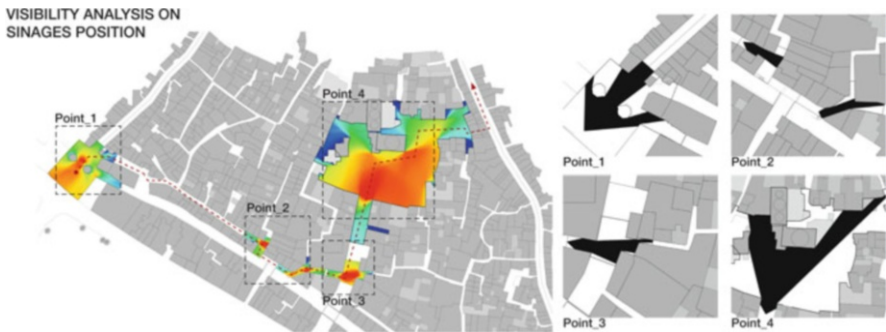 VISIBILITY ANALYSIS ON
SINAGES POSITION
Point_1
Point_2
Point_3
Point_4
Point_1
Point_2
Point_3
Point_4